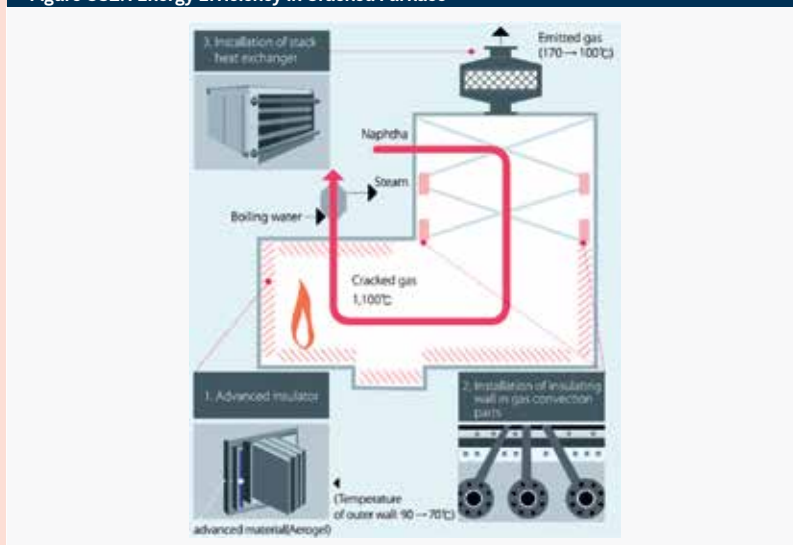 3. Installation of stack
heat exchanger
Emitted gas
(170→100℃)
Naphtha
Steam
Boiling water
Cracked gas
1,100℃
1. Advanced insulator
2. Installation of insulating
wall in gas convection
parts
(Temperature
of outer wall: 90→70℃)
advanced material(Aerogel)